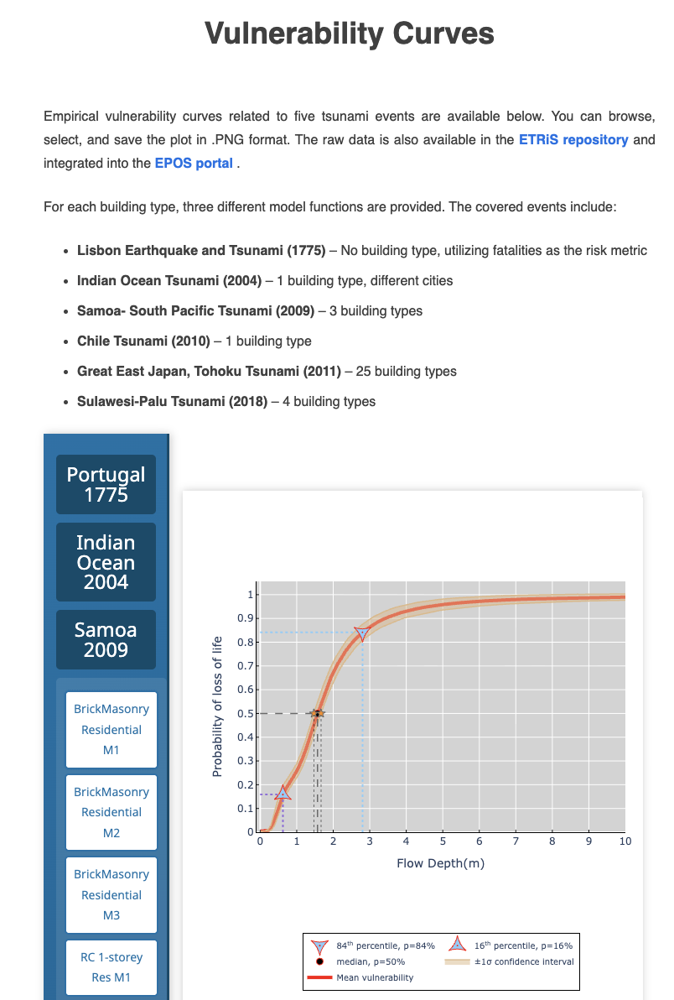 Vulnerability Curves
Empirical vulnerability curves related to five tsunami events are available below. You can browse,
select, and save the plot in .PNG format. The raw data is also available in the ETRiS repository and
integrated into the EPOS portal .
For each building type, three different model functions are provided. The covered events include:
• Lisbon Earthquake and Tsunami (1775) – No building type, utilizing fatalities as the risk metric
• Indian Ocean Tsunami (2004) – 1 building type, different cities
• Samoa- South Pacific Tsunami (2009) – 3 building types
• Chile Tsunami (2010) – 1 building type
• Great East Japan, Tohoku Tsunami (2011) – 25 building types
• Sulawesi-Palu Tsunami (2018) – 4 building types
Portugal
1775
Indian
Ocean
2004
Samoa
2009
BrickMasonry
Residential
M1
BrickMasonry
Residential
M2
BrickMasonry
Residential
M3
RC 1-storey
Res M1
Probability of loss of life
1
0.9
0.8
0.7
0.6
0.5
0.4
0.3
0.2
0.1
0
0 1 2 3 4 5 6 7 8 9 10
Flow Depth(m)
84th percentile, p=84% 16th percentile, p=16%
median, p=50% ±1σ confidence interval
Mean vulnerability